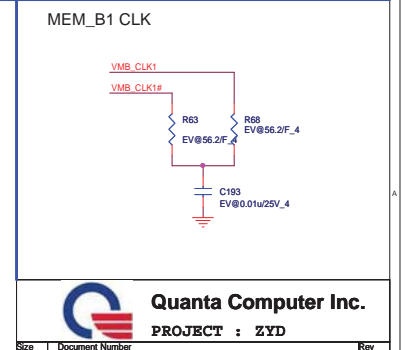 MEM_B1 CLK
VMB_CLK1
VMB_CLK1#
R63
R68
EV@56.2/F_4
EV@56.2/F_4
C193
EV@0.01u/25V_4
A
Quanta Computer Inc.
PROJECT : ZYD
Size Document Number Rev